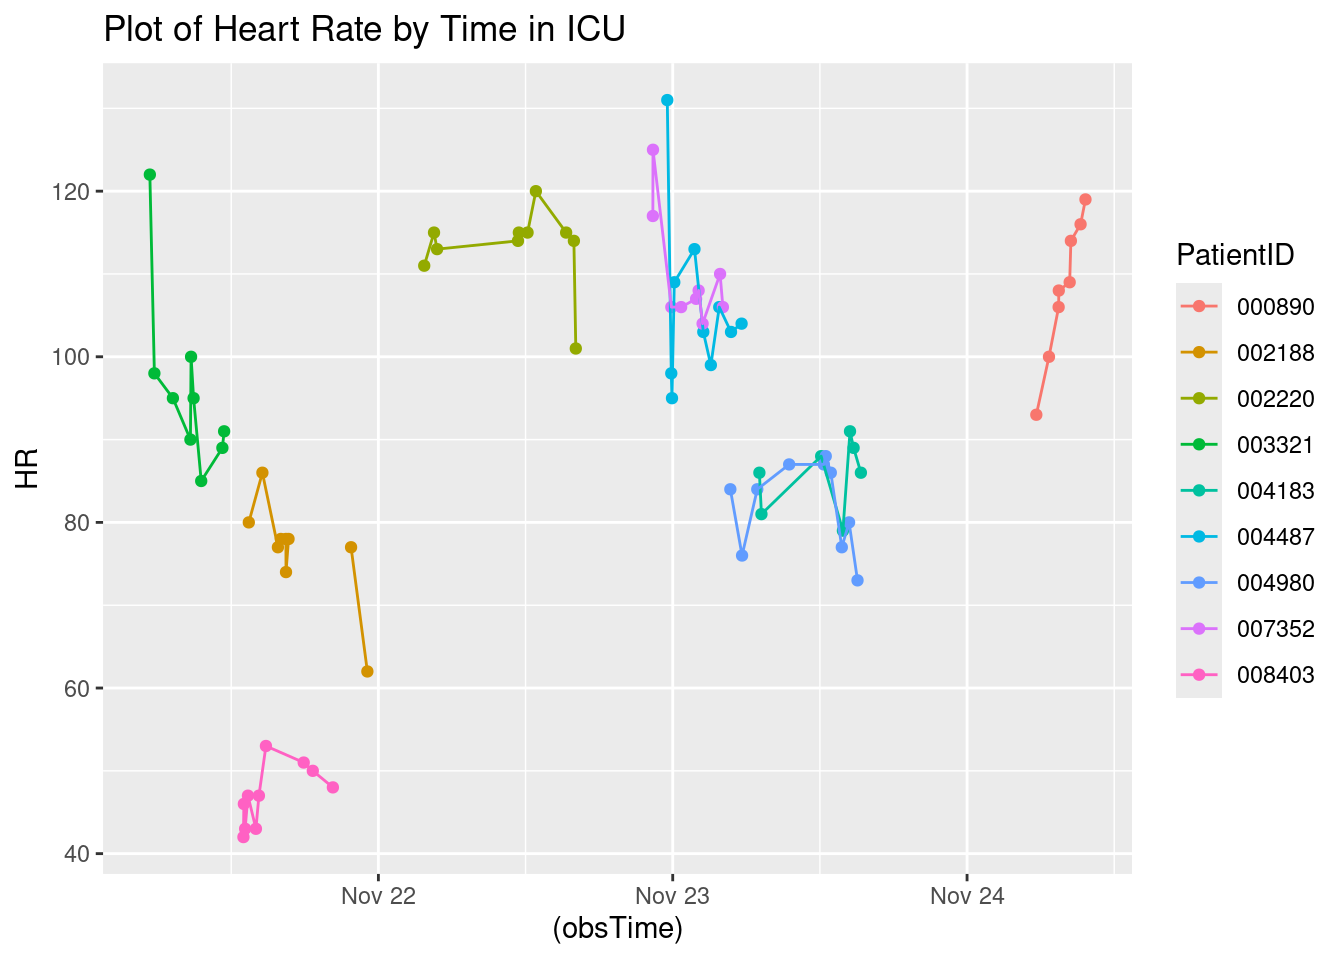 Plot of Heart Rate by Time in ICU
HR
120
100
80
60
40
Nov 22
Nov 23
Nov 24
(obsTime)
PatientID
000890
002188
002220
003321
004183
004487
004980
007352
008403